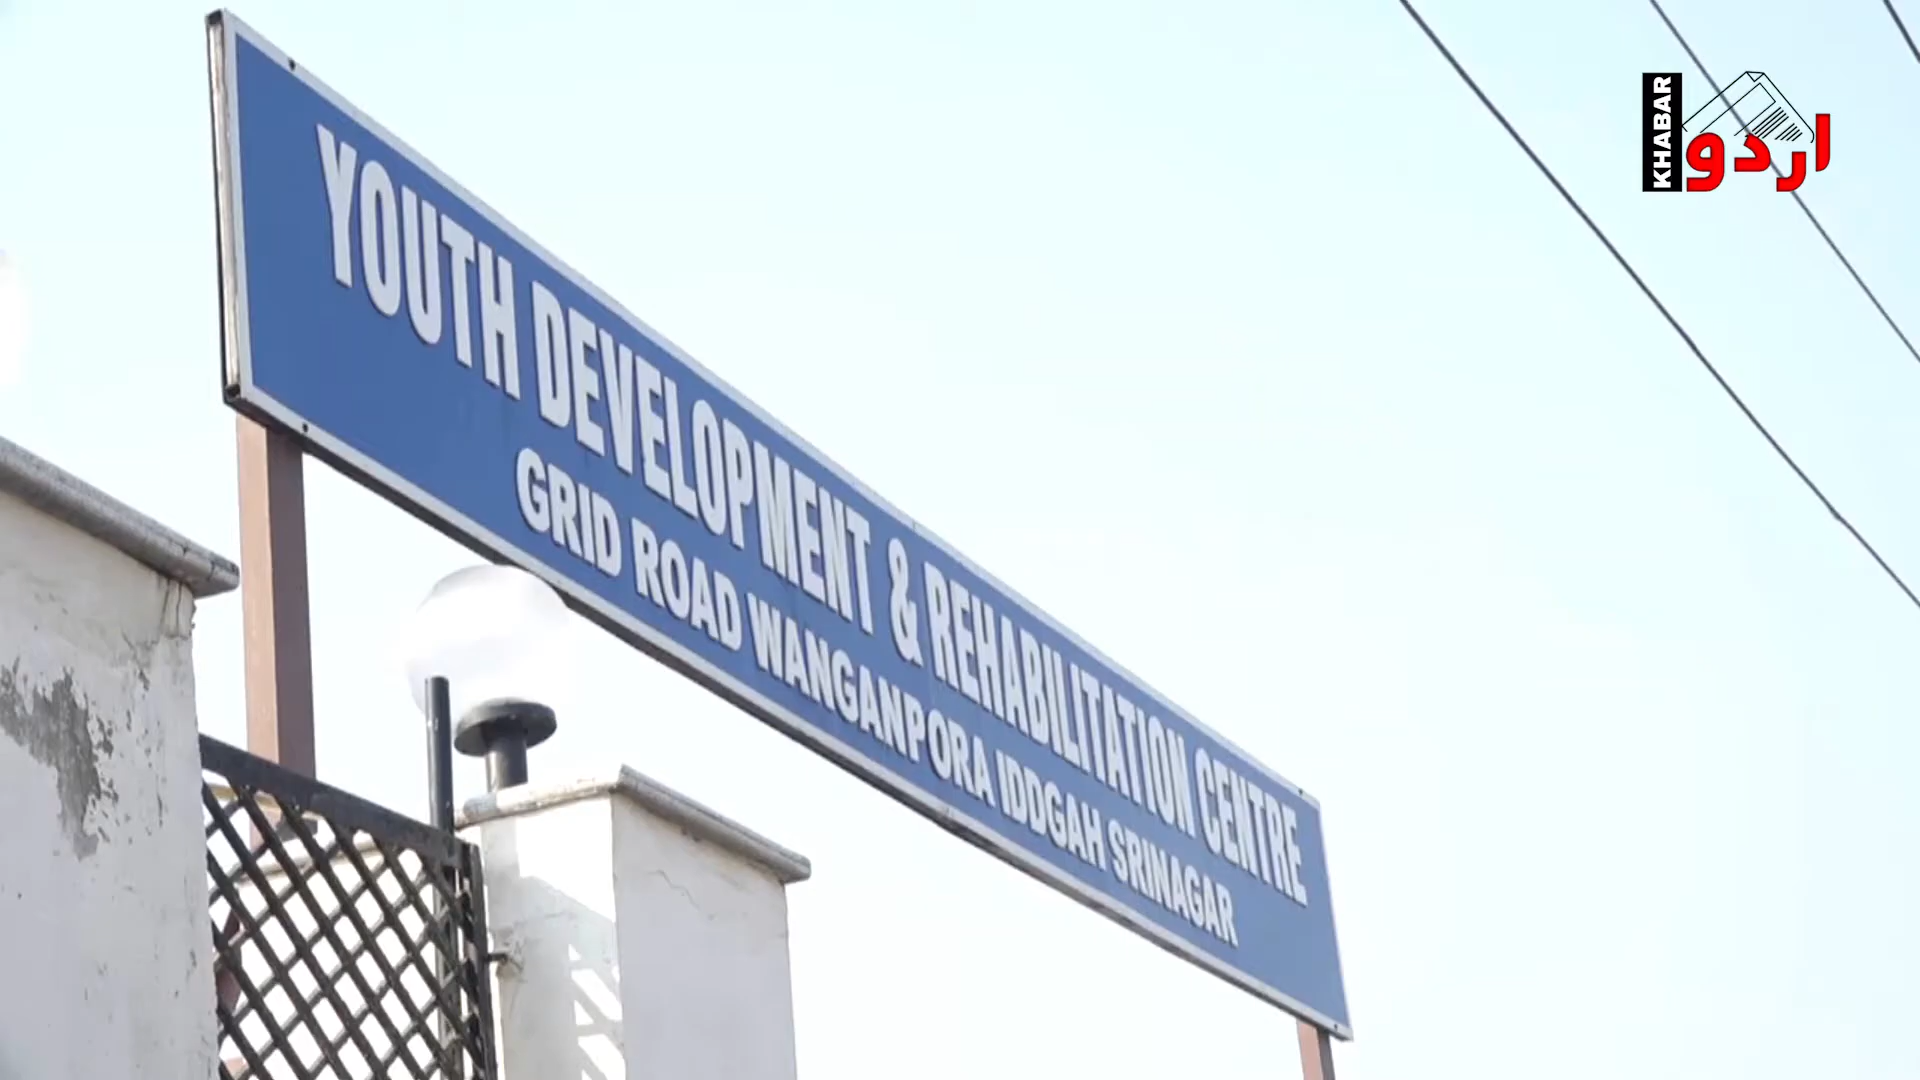 YOUTH DEVELOPMENT & REHABILITATION CENTRE
GRID ROAD WANGANPORA IDDGAH SRINAGAR
KHABAR
اردو